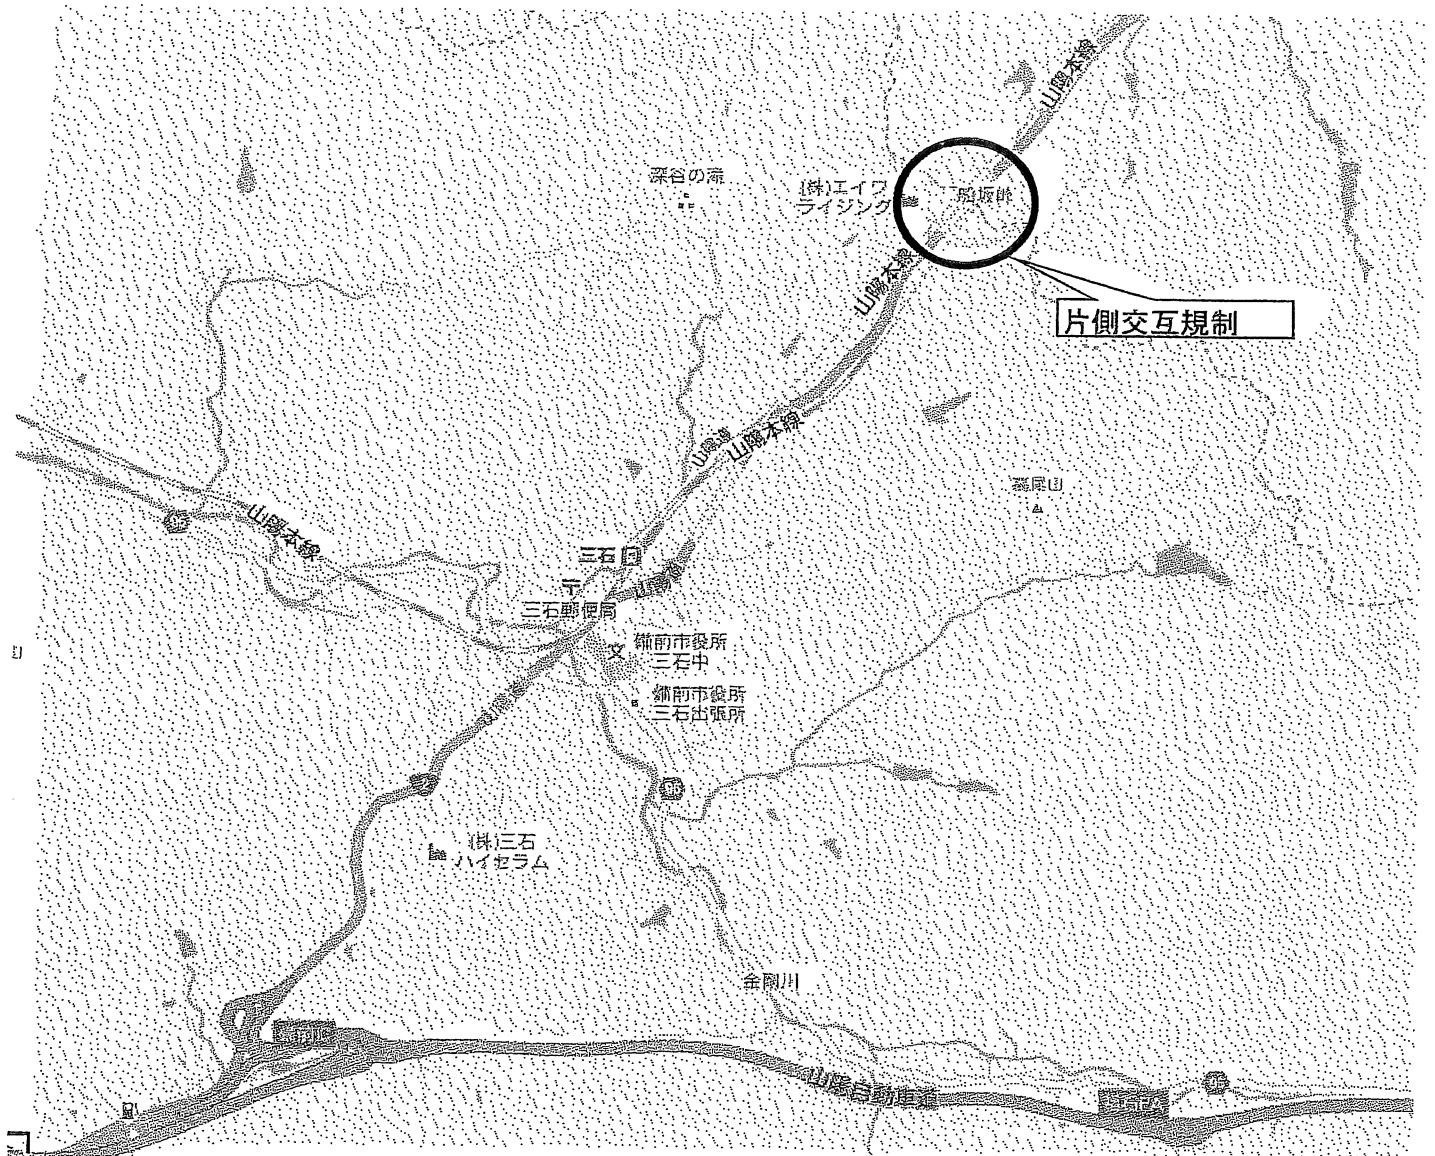 山陽本線
深谷の滝
(株)エイワ
ライジング
船坂峠
山陽本線
片側交互規制
山陽道
山陽本線
山陽本線
三石
三石郵便局
備前市役所
三石中
備前市役所
三石出張所
(株)三石
ハイセラム
金剛川
山陽自動車道